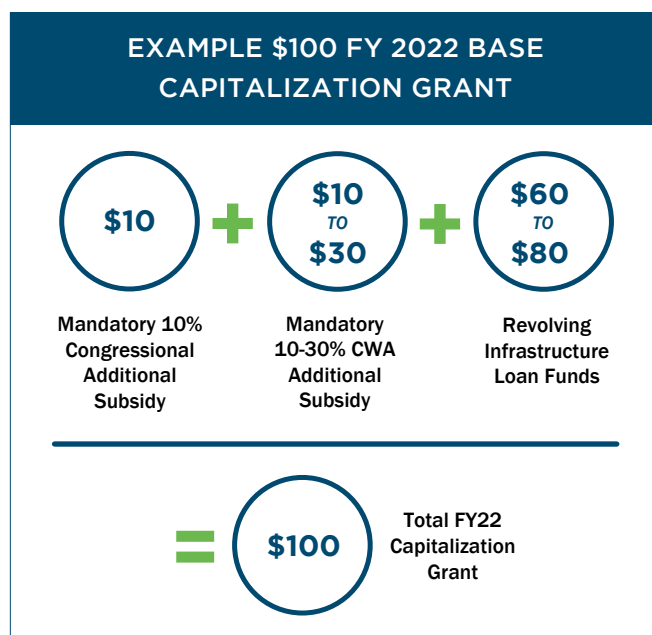 EXAMPLE $100 FY 2022 BASE
CAPITALIZATION GRANT
$10
+
$10
TO
$30
+
$60
TO
$80
Mandatory 10%
Congressional
Additional
Subsidy
Mandatory
10-30% CWA
Additional
Subsidy
Revolving
Infrastructure
Loan Funds
=
$100
Total FY22
Capitalization
Grant